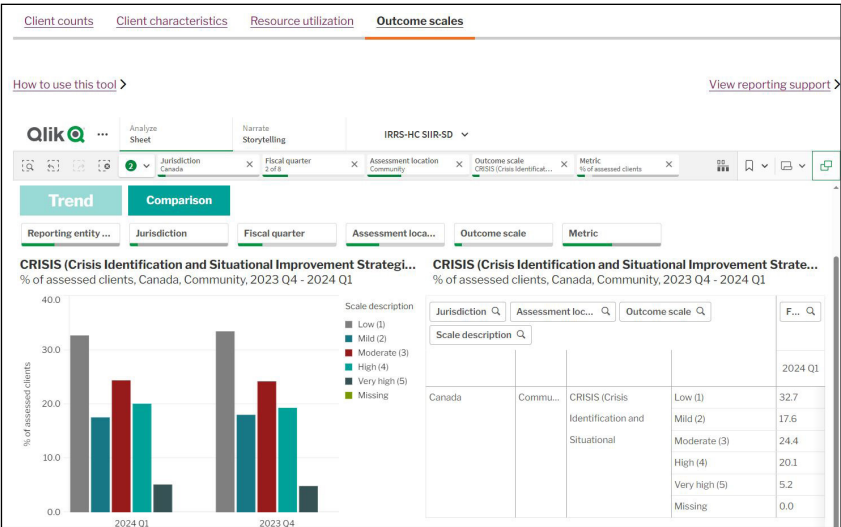 Client counts Client characteristics Resource utilization Outcome scales
How to use this tool View reporting support
Qlik ... Analyze Sheet Narrate Storytelling IRRS-HC SIIR-SD
2 Jurisdiction Canada Fiscal quarter 2 of 8 Assessment location Community Outcome scale CRISIS (Crisis Identificat... Metric % of assessed clients
Trend Comparison
Reporting entity ... Jurisdiction Fiscal quarter Assessment loca... Outcome scale Metric
CRISIS (Crisis Identification and Situational Improvement Strategi...
% of assessed clients, Canada, Community, 2023 Q4 - 2024 Q1
40.0
30.0
20.0
10.0
0.0
% of assessed clients
2024 Q1 2023 Q4
Scale description
Low (1)
Mild (2)
Moderate (3)
High (4)
Very high (5)
Missing
CRISIS (Crisis Identification and Situational Improvement Strate...
% of assessed clients, Canada, Community, 2023 Q4 - 2024 Q1
Jurisdiction Assessment loc... Outcome scale F...
Scale description
2024 Q1
Canada Commu... CRISIS (Crisis Low (1) 32.7
Identification and Mild (2) 17.6
Situational Moderate (3) 24.4
High (4) 20.1
Very high (5) 5.2
Missing 0.0